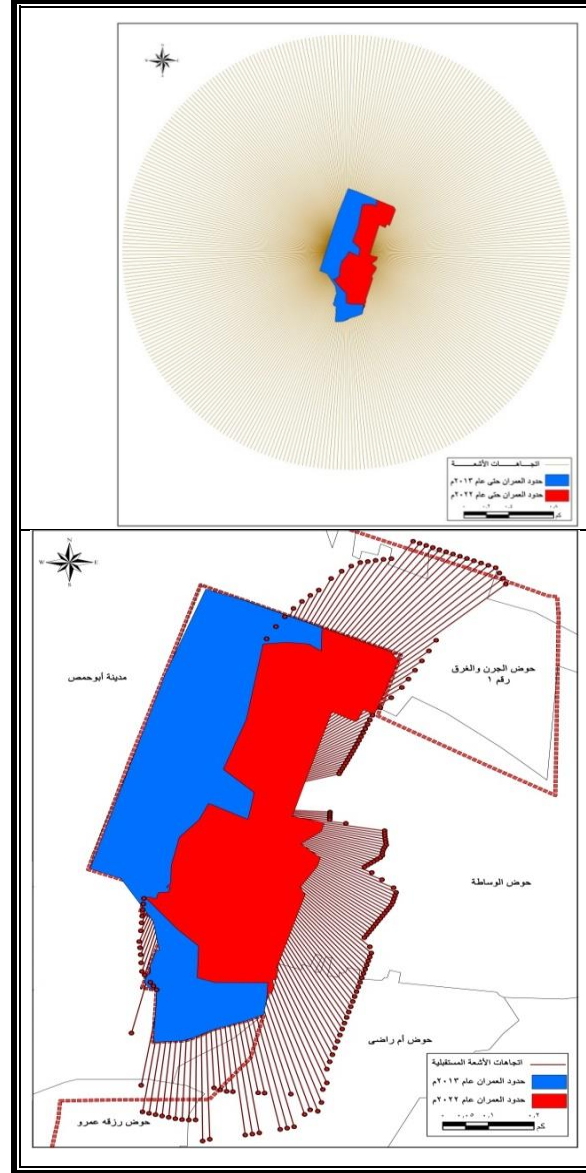 اتجـاهـــات الأشعـــــة
حدود العمران حتى عام ٢٠١٣م
حدود العمران حتى عام ٢٠٢٢م
كم
N
W
E
S
مدينة أبوحمص
حوض الجرن والغرق
رقم ١
حوض الوساطة
حوض أم راضى
حوض رزقه عمرو
اتجاهات الأشعة المستقبلية
حدود العمران عام ٢٠١٣م
حدود العمران عام ٢٠٢٢م
كم